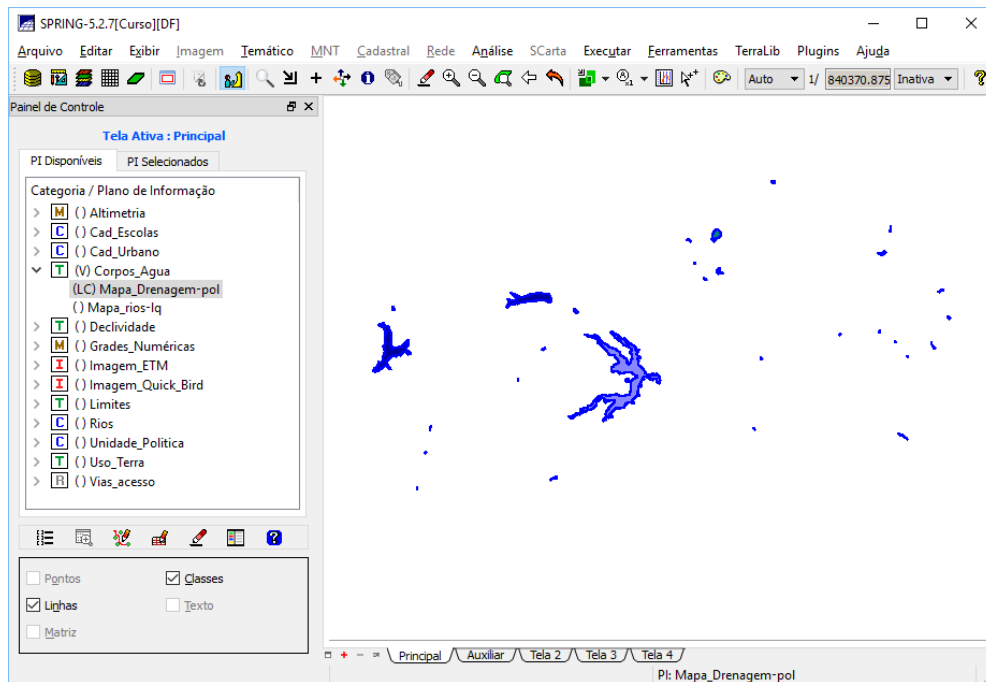 SPRING-5.2.7[Curso][DF]
Arquivo Editar Exibir Imagem Temático MNT Cadastral Rede Análise SCarta Executar Ferramentas TerraLib Plugins Ajuda
Auto 1/ 840370.875 Inativa
Painel de Controle
Tela Ativa : Principal
PI Disponíveis PI Selecionados
Categoria / Plano de Informação
M ( ) Altimetria
C ( ) Cad_Escolas
C ( ) Cad_Urbano
T (V) Corpos_Agua
(LC) Mapa_Drenagem-pol
( ) Mapa_rios-lq
T ( ) Declividade
M ( ) Grades_Numéricas
I ( ) Imagem_ETM
I ( ) Imagem_Quick_Bird
T ( ) Limites
C ( ) Rios
C ( ) Unidade_Politica
T ( ) Uso_Terra
R ( ) Vias_acesso
Pontos Classes
Linhas Texto
Matriz
Principal Auxiliar Tela 2 Tela 3 Tela 4
PI: Mapa_Drenagem-pol